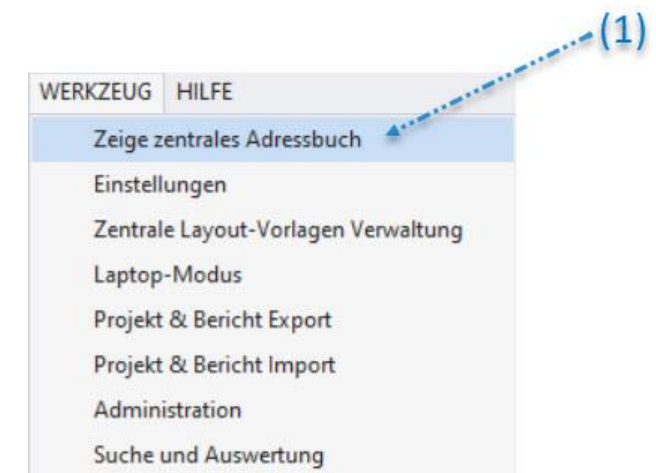 (1)
WERKZEUG HILFE
Zeige zentrales Adressbuch
Einstellungen
Zentrale Layout-Vorlagen Verwaltung
Laptop-Modus
Projekt & Bericht Export
Projekt & Bericht Import
Administration
Suche und Auswertung